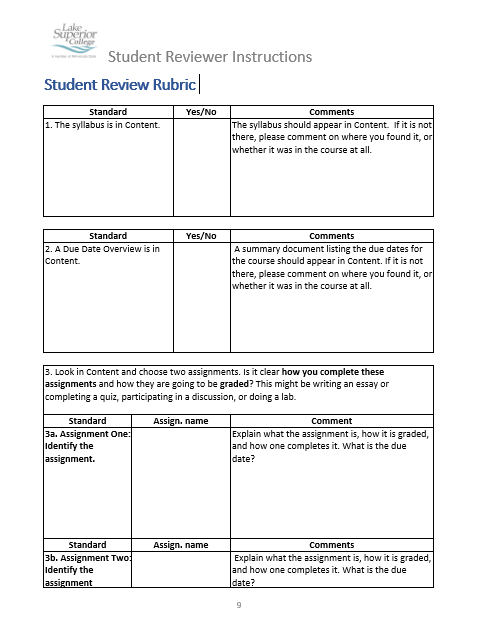 Lake
Superior
College
Student Reviewer Instructions
Student Review Rubric
Standard Yes/No Comments
1. The syllabus is in Content. The syllabus should appear in Content. If it is not
there, please comment on where you found it, or
whether it was in the course at all.
Standard Yes/No Comments
2. A Due Date Overview is in A summary document listing the due dates for
Content. the course should appear in Content. If it is not
there, please comment on where you found it, or
whether it was in the course at all.
3. Look in Content and choose two assignments. Is it clear how you complete these
assignments and how they are going to be graded? This might be writing an essay or
completing a quiz, participating in a discussion, or doing a lab.
Standard Assign. name Comment
3a. Assignment One: Explain what the assignment is, how it is graded,
Identify the and how one completes it. What is the due
assignment. date?
Standard Assign. name Comments
3b. Assignment Two: Explain what the assignment is, how it is graded,
Identify the and how one completes it. What is the due
assignment date?
9